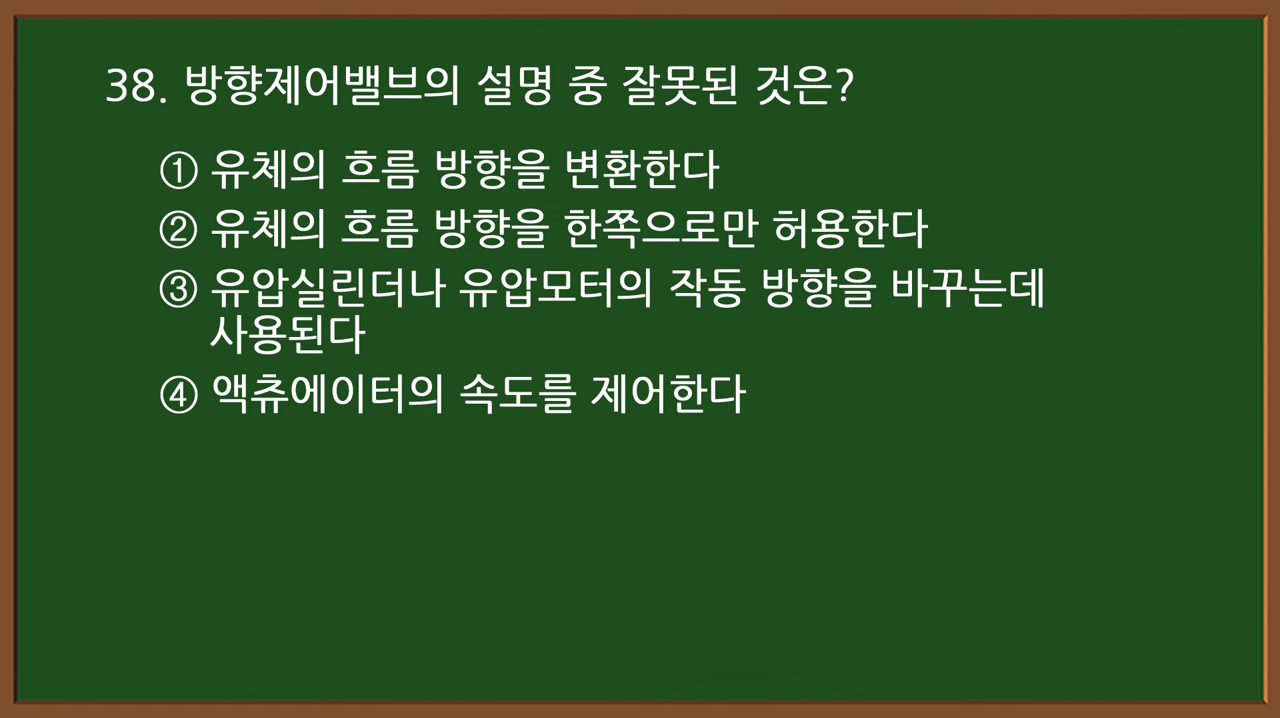 38. 방향제어밸브의 설명 중 잘못된 것은?
① 유체의 흐름 방향을 변환한다
② 유체의 흐름 방향을 한쪽으로만 허용한다
③ 유압실린더나 유압모터의 작동 방향을 바꾸는데
사용된다
④ 액츄에이터의 속도를 제어한다